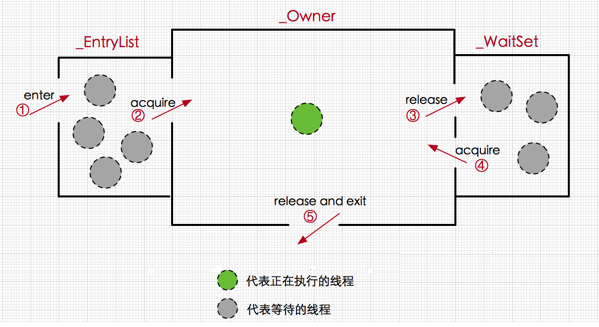 _Owner
_EntryList
_WaitSet
enter
①
acquire
②
release
③
acquire
④
release and exit
⑤
代表正在执行的线程
代表等待的线程